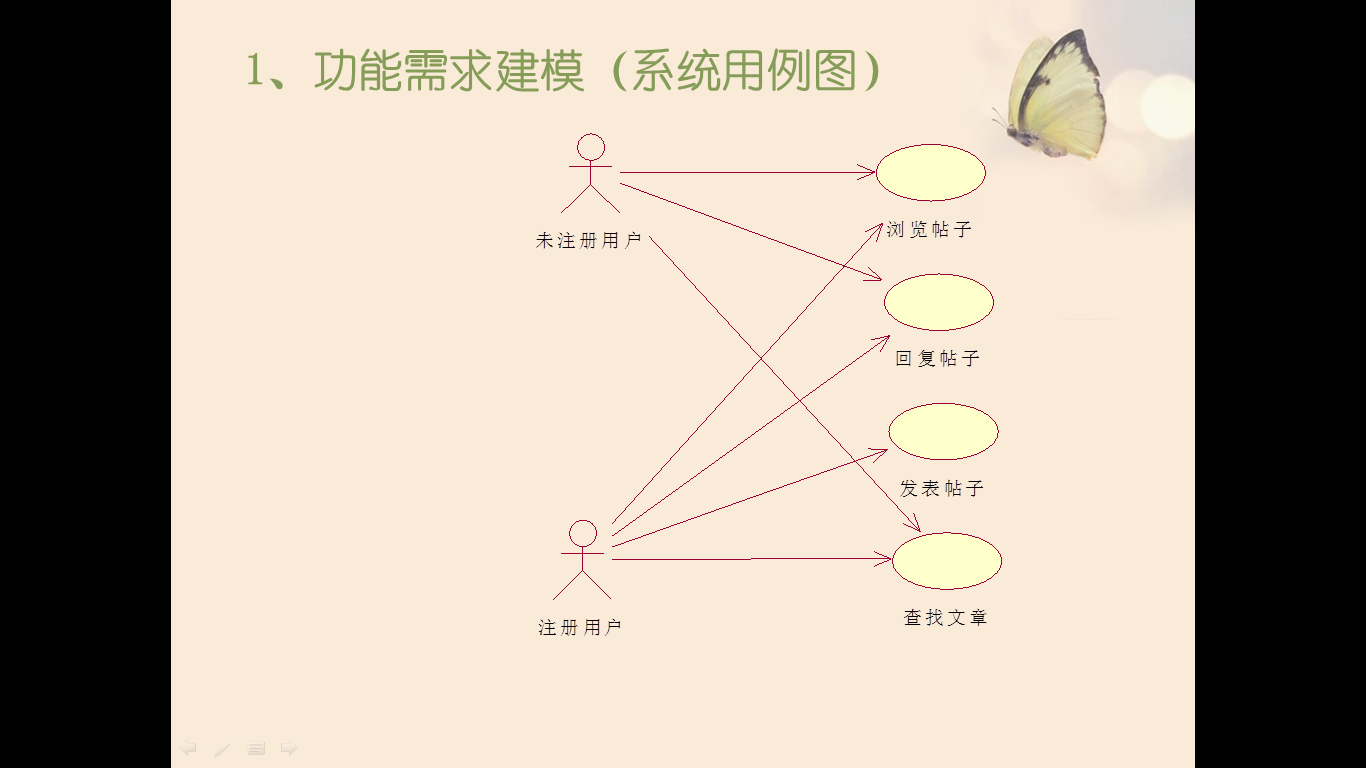 1、功能需求建模（系统用例图）
未注册用户
浏览帖子
回复帖子
发表帖子
查找文章
注册用户